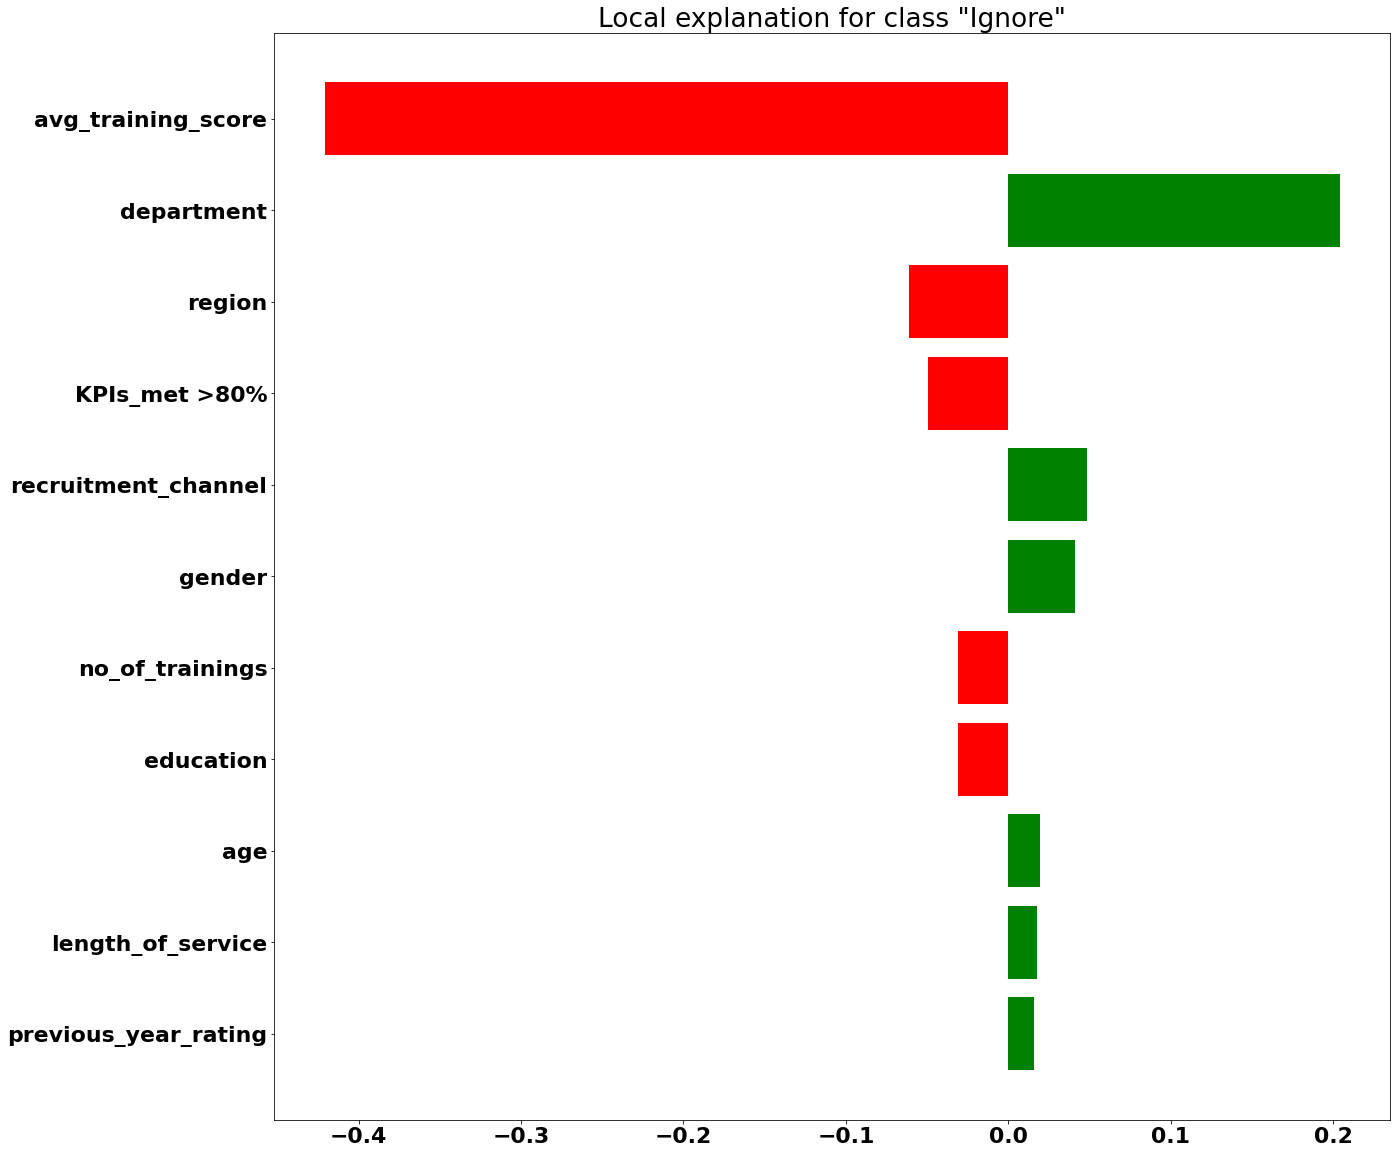 Local explanation for class "Ignore"
avg_training_score
department
region
KPIs_met >80%
recruitment_channel
gender
no_of_trainings
education
age
length_of_service
previous_year_rating
−0.4 −0.3 −0.2 −0.1 0.0 0.1 0.2